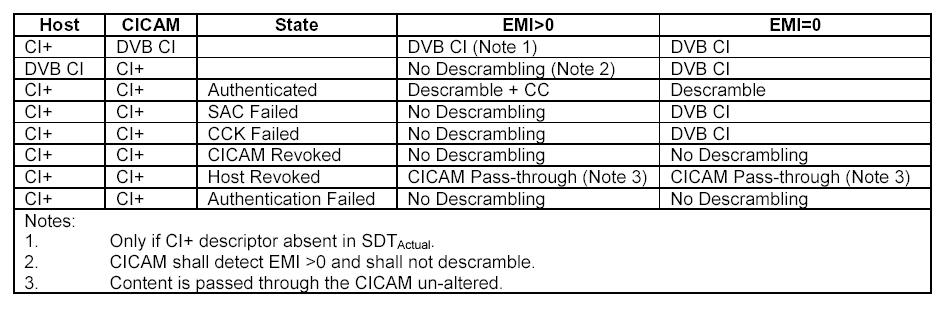 Host CICAM State EMI>0 EMI=0
CI+ DVB CI DVB CI (Note 1) DVB CI
DVB CI CI+ No Descrambling (Note 2) DVB CI
CI+ CI+ Authenticated Descramble + CC Descramble
CI+ CI+ SAC Failed No Descrambling DVB CI
CI+ CI+ CCK Failed No Descrambling DVB CI
CI+ CI+ CICAM Revoked No Descrambling No Descrambling
CI+ CI+ Host Revoked CICAM Pass-through (Note 3) CICAM Pass-through (Note 3)
CI+ CI+ Authentication Failed No Descrambling No Descrambling
Notes:
1. Only if CI+ descriptor absent in SDTActual.
2. CICAM shall detect EMI >0 and shall not descramble.
3. Content is passed through the CICAM un-altered.